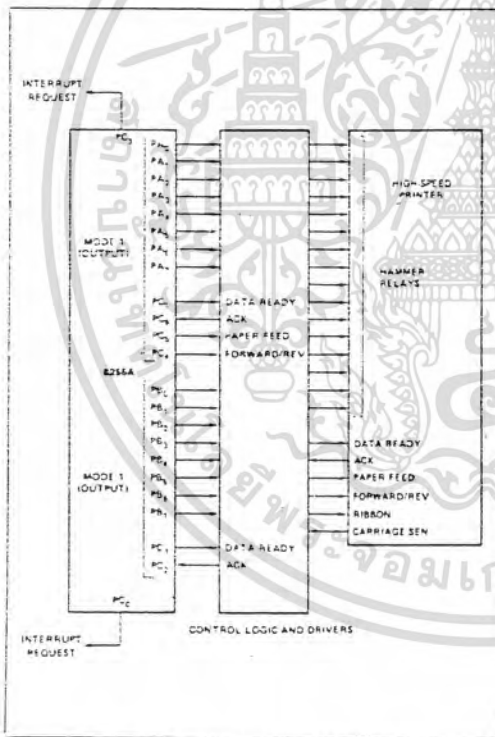 INTERRUPT
REQUEST
PC3
PA0
PA1
PA2
PA3
PA4
PA5
PA6
PA7
MODE 1
(OUTPUT)
PC7 DATA READY
PC6 ACK
PC5 PAPER FEED
PC4 FORWARD/REV
8255A
PB0
PB1
PB2
PB3
PB4
PB5
PB6
PB7
MODE 1
(OUTPUT)
PC1 DATA READY
PC2 ACK
PC0
INTERRUPT
REQUEST
CONTROL LOGIC AND DRIVERS
HIGH-SPEED
PRINTER
HAMMER
RELAYS
DATA READY
ACK
PAPER FEED
FORWARD/REV
RIBBON
CARRIAGE SEN